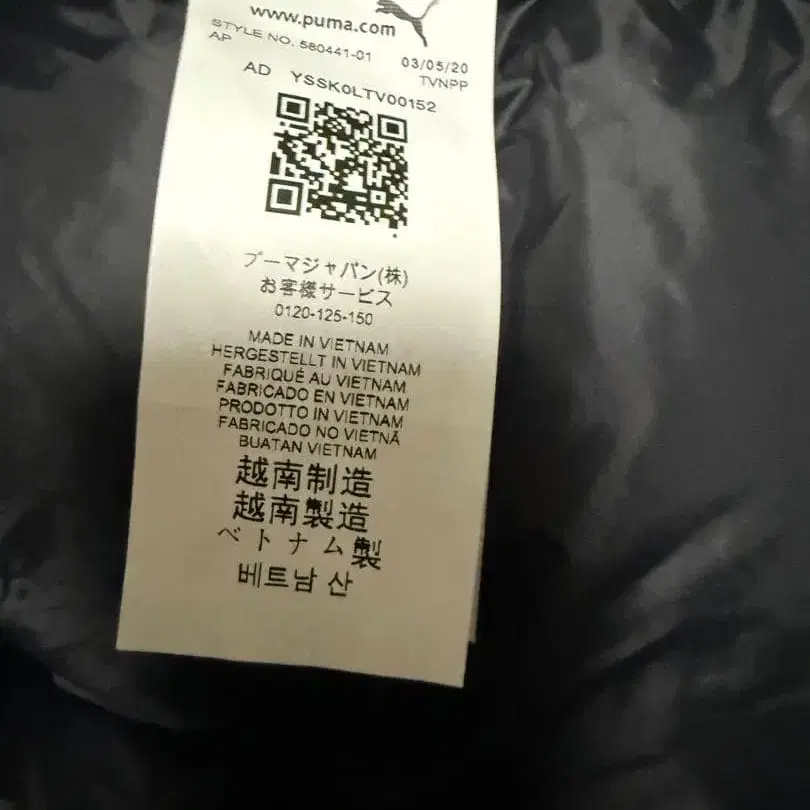 www.puma.com
STYLE NO. 580441-01 03/05/20
AP TVNPP
AD YSSK0LTV00152
プーマジャパン(株)
お客様サービス
0120-125-150
MADE IN VIETNAM
HERGESTELLT IN VIETNAM
FABRIQUÉ AU VIETNAM
FABRICADO EN VIETNAM
PRODOTTO IN VIETNAM
FABRICADO NO VIETNÃ
BUATAN VIETNAM
越南制造
越南製造
ベトナム製
베트남 산